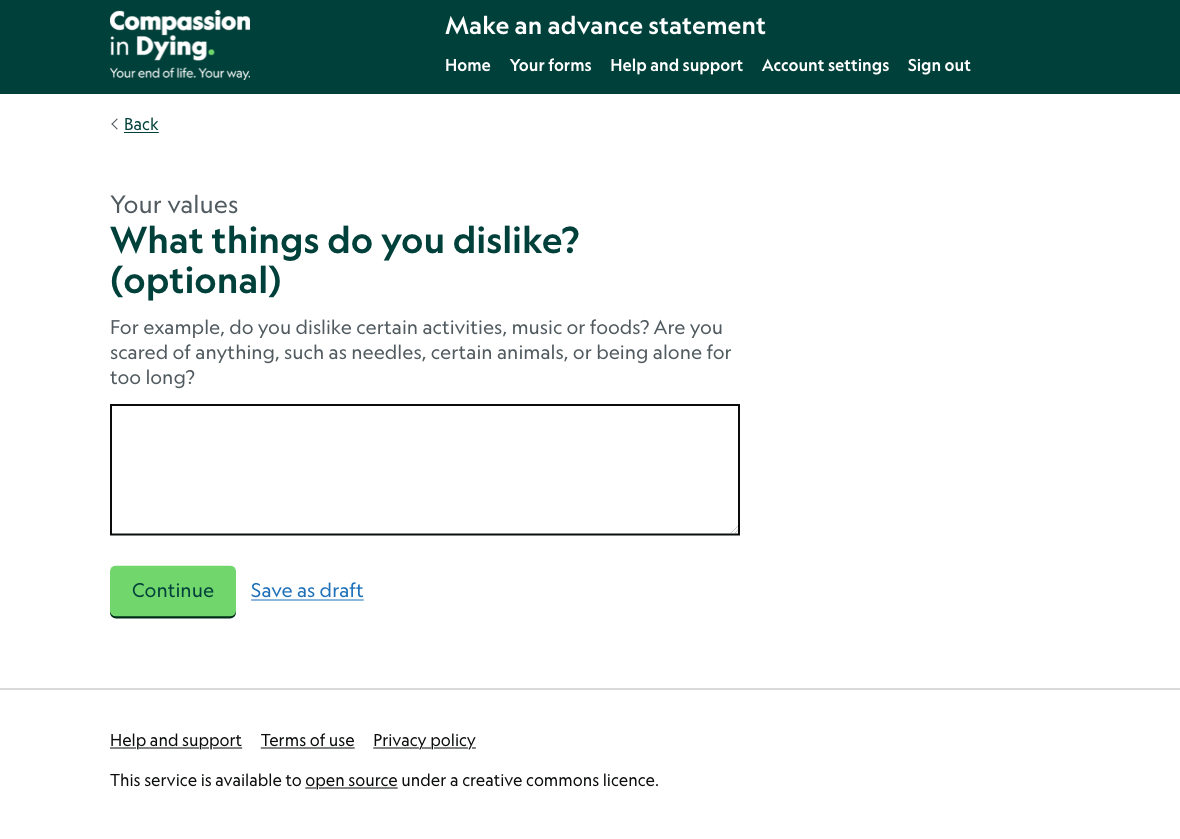 Compassion
in Dying.
Your end of life. Your way.
Make an advance statement
Home Your forms Help and support Account settings Sign out
Back
Your values
What things do you dislike?
(optional)
For example, do you dislike certain activities, music or foods? Are you
scared of anything, such as needles, certain animals, or being alone for
too long?
Continue Save as draft
Help and support Terms of use Privacy policy
This service is available to open source under a creative commons licence.